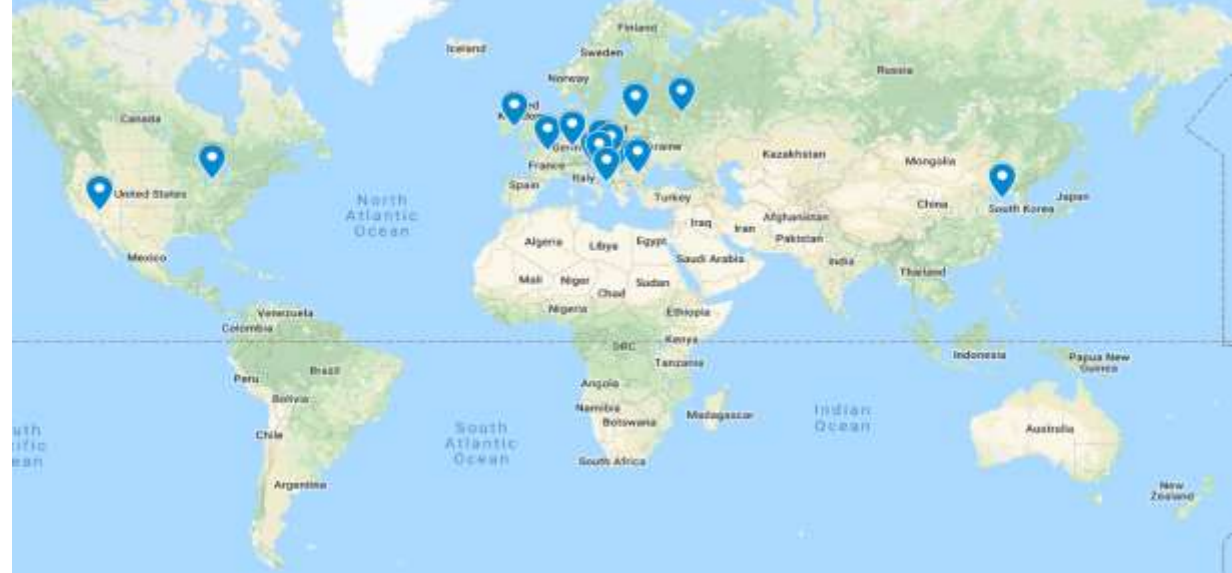 Finland
Iceland
Sweden
Norway
Russia
Canada
Kazakhstan
Mongolia
France
Italy
Spain
United States
Turkey
China
South Korea
Japan
North
Atlantic
Ocean
Iraq
Iran
Afghanistan
Pakistan
Algeria
Libya
Egypt
Mexico
Saudi Arabia
India
Thailand
Mali
Niger
Chad
Sudan
Nigeria
Ethiopia
Venezuela
Colombia
DRC
Kenya
Tanzania
Indonesia
Papua New
Guinea
Peru
Brazil
Angola
Bolivia
Namibia
Botswana
Madagascar
Indian
Ocean
South
Atlantic
Ocean
Chile
Australia
South Africa
Argentina
New
Zealand